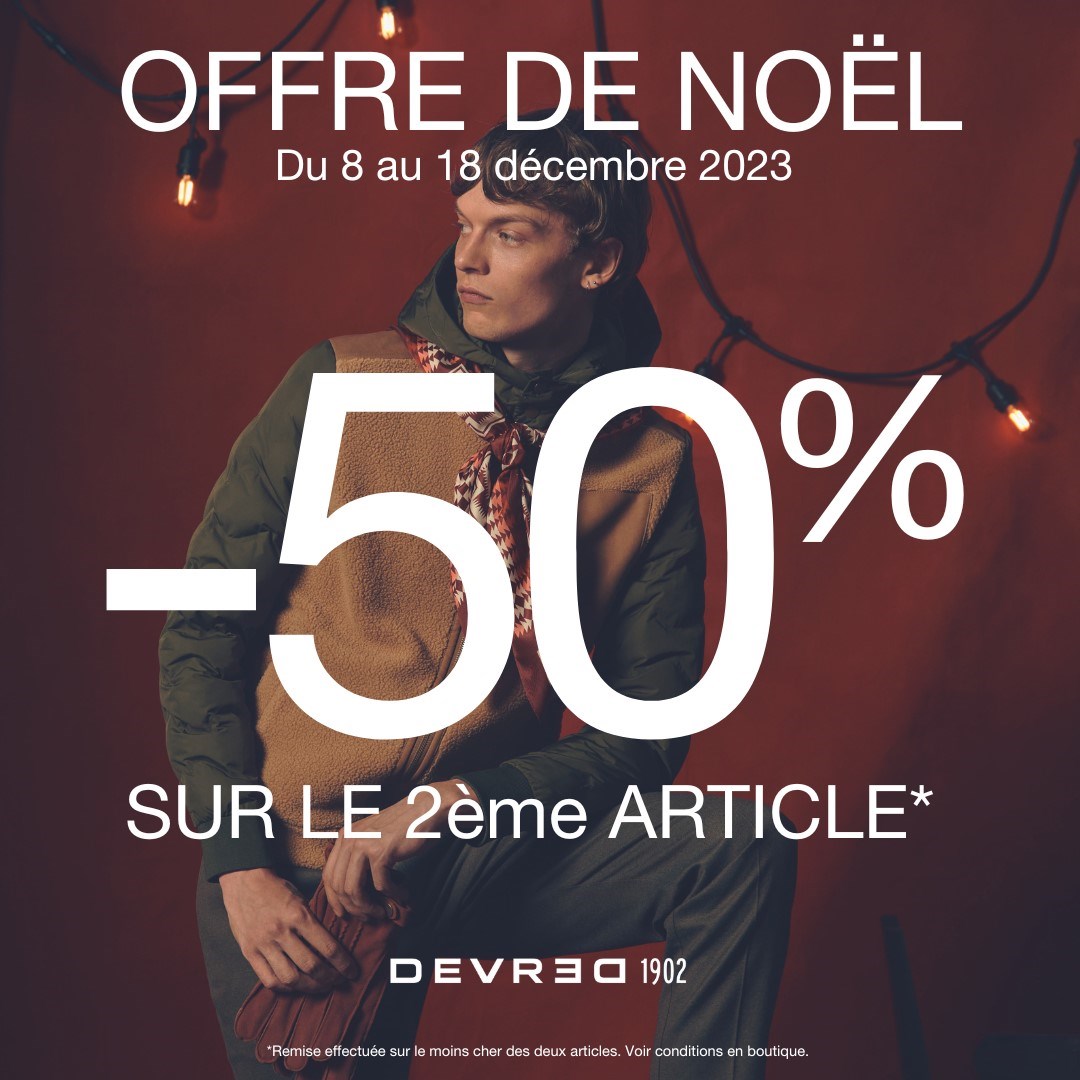 OFFRE DE NOËL
Du 8 au 18 décembre 2023
-50%
SUR LE 2ème ARTICLE*
DEVRED 1902
*Remise effectuée sur le moins cher des deux articles. Voir conditions en boutique.